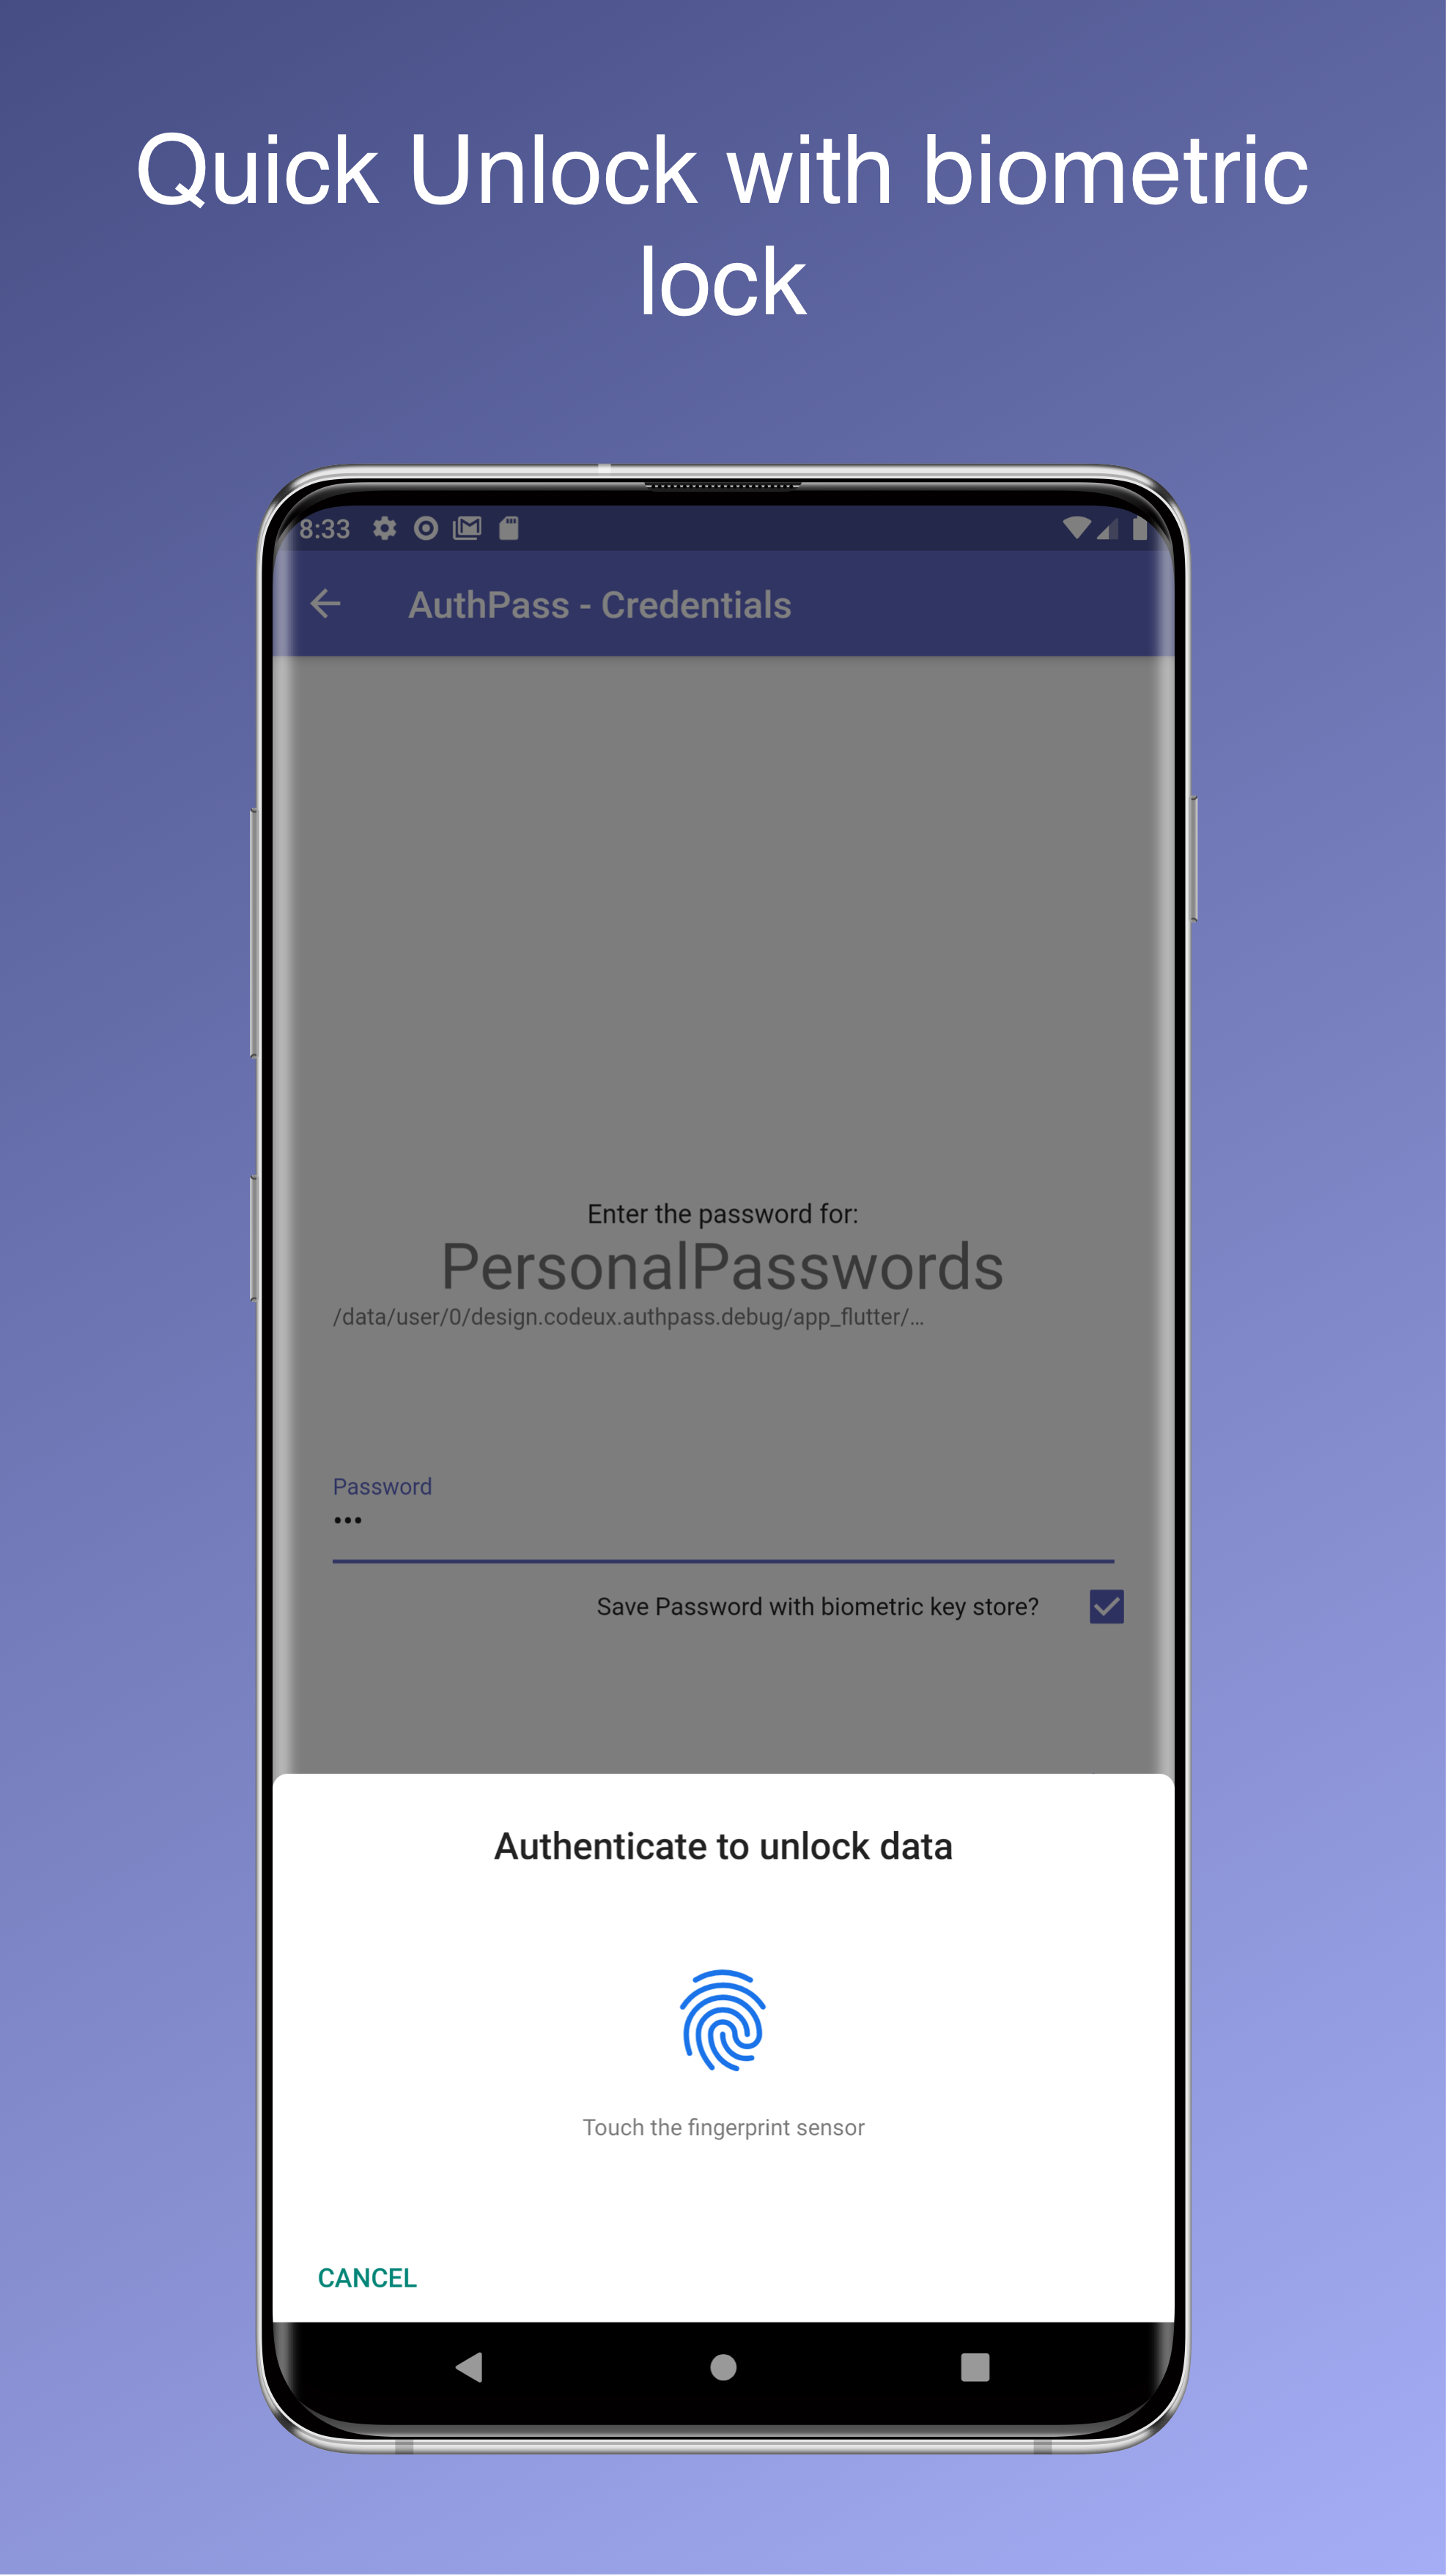 Quick Unlock with biometric
lock
8:33
AuthPass - Credentials
Enter the password for:
PersonalPasswords
/data/user/0/design.codeux.authpass.debug/app_flutter/…
Password
•••
Save Password with biometric key store?
Authenticate to unlock data
Touch the fingerprint sensor
CANCEL